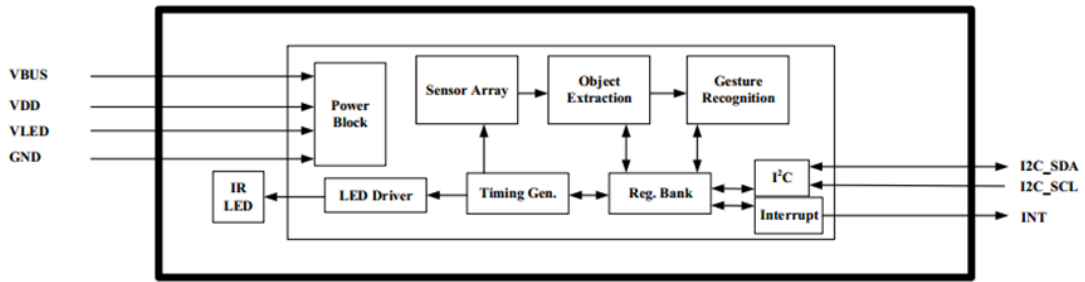 VBUS
VDD
VLED
GND
Power
Block
Sensor Array
Object
Extraction
Gesture
Recognition
IR
LED
LED Driver
Timing Gen.
Reg. Bank
I²C
Interrupt
I2C_SDA
I2C_SCL
INT